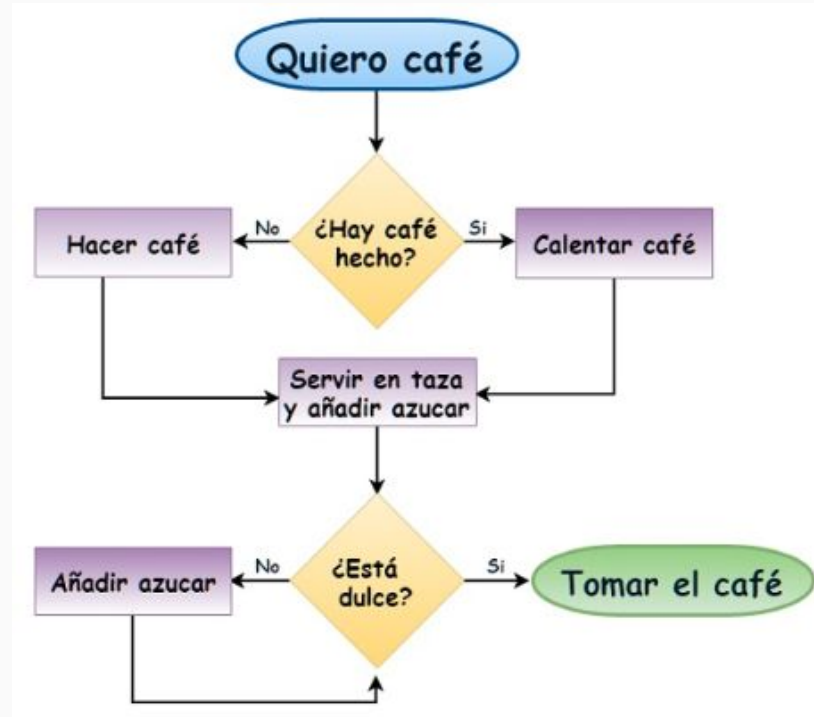 Quiero café
¿Hay café
hecho?
No
Si
Hacer café
Calentar café
Servir en taza
y añadir azucar
¿Está
dulce?
No
Si
Añadir azucar
Tomar el café